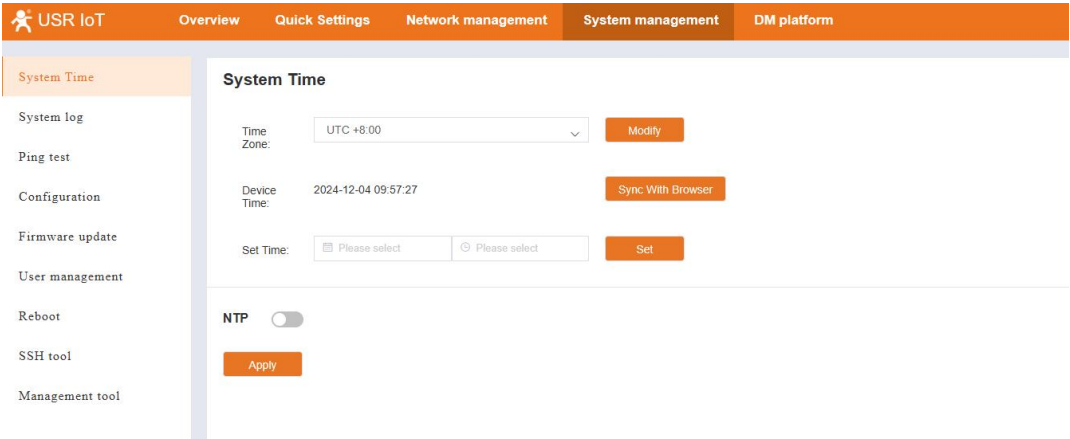 USR IoT Overview Quick Settings Network management System management DM platform
System Time
System log
Ping test
Configuration
Firmware update
User management
Reboot
SSH tool
Management tool
System Time
Time
Zone:
UTC +8:00
Modify
Device
Time:
2024-12-04 09:57:27
Sync With Browser
Set Time:
Please select
Please select
Set
NTP
Apply